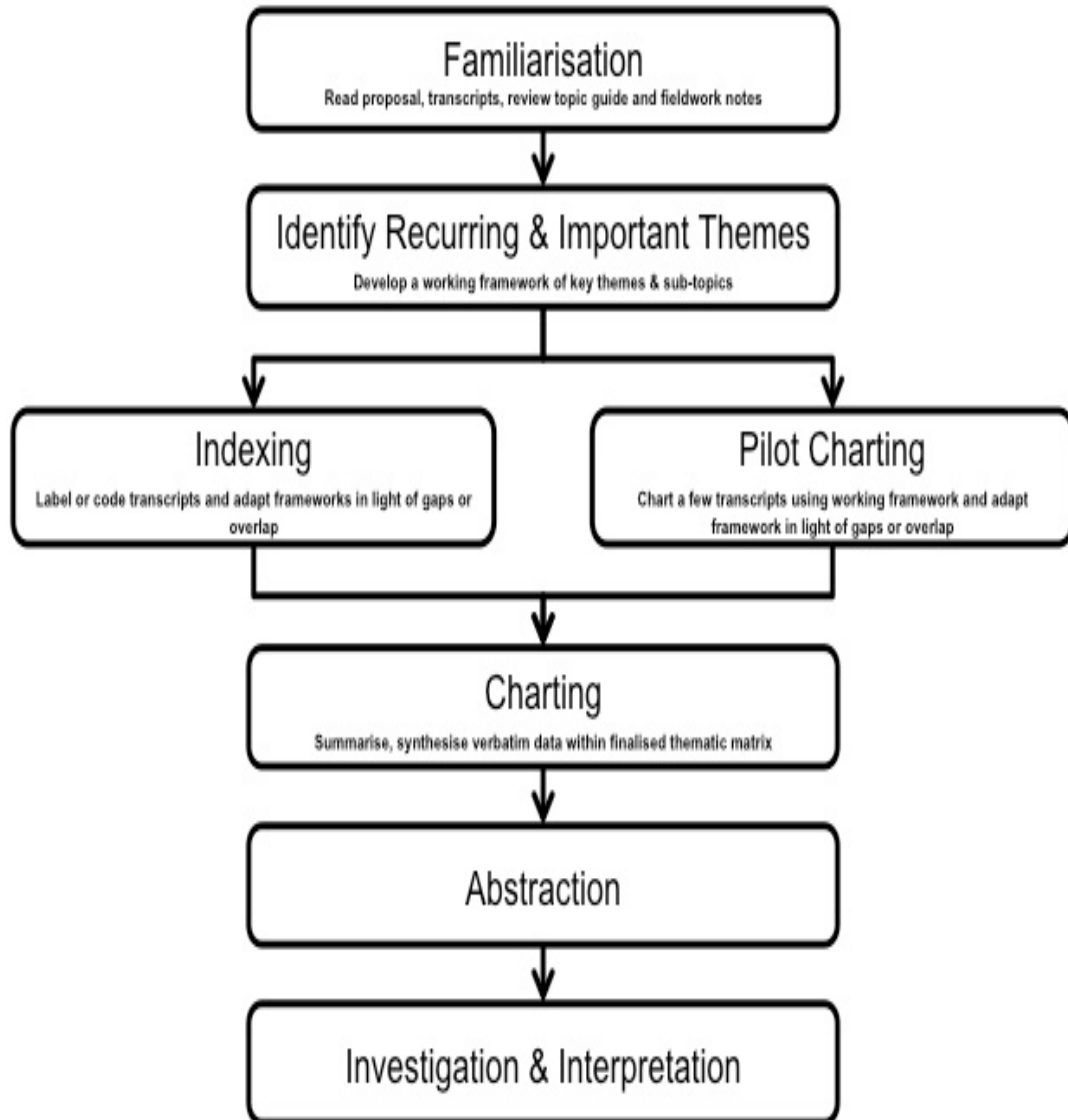 Familiarisation
Read proposal, transcripts, review topic guide and fieldwork notes
Identify Recurring & Important Themes
Develop a working framework of key themes & sub-topics
Indexing
Label or code transcripts and adapt frameworks in light of gaps or
overlap
Pilot Charting
Chart a few transcripts using working framework and adapt
framework in light of gaps or overlap
Charting
Summarise, synthesise verbatim data within finalised thematic matrix
Abstraction
Investigation & Interpretation